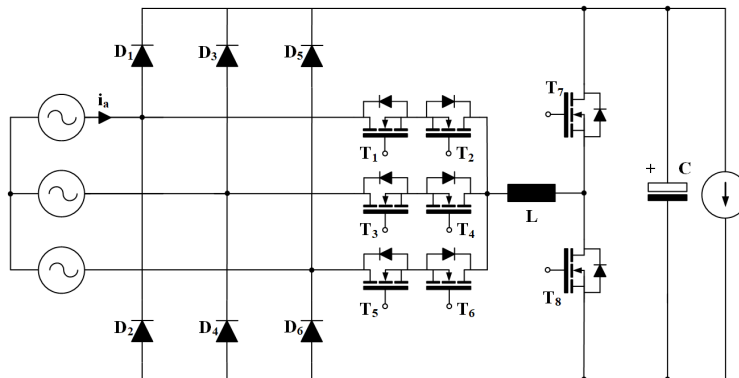 D1 D3 D5
ia
T7
T1 T2
+ C
T3 T4
L
T8
T5 T6
D2 D4 D6